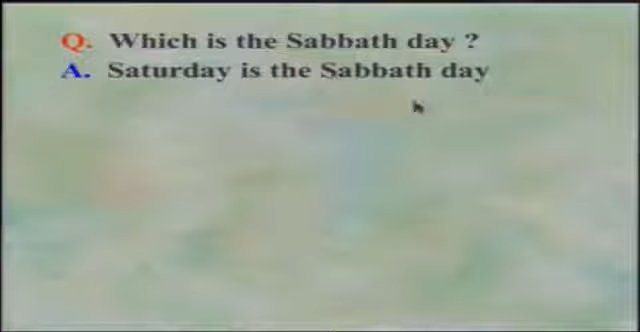 Q. Which is the Sabbath day ?
A. Saturday is the Sabbath day